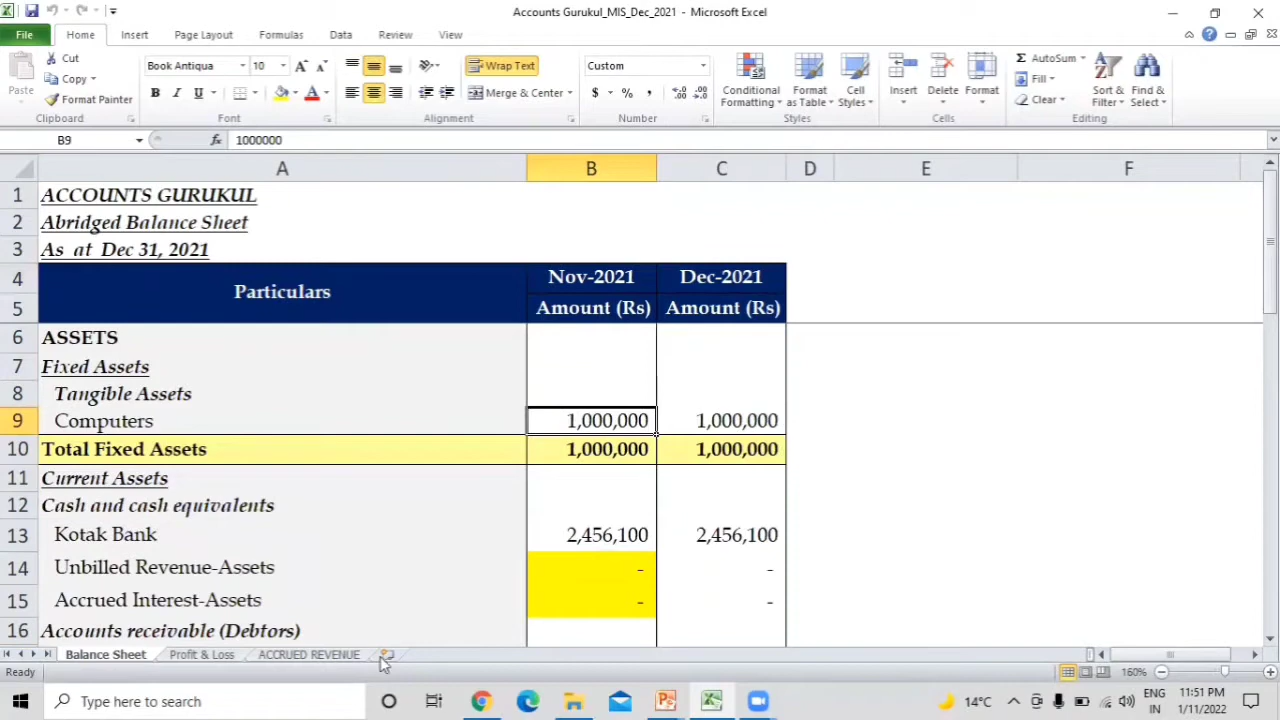 Accounts Gurukul_MIS_Dec_2021 - Microsoft Excel
File Home Insert Page Layout Formulas Data Review View
Paste
Cut
Copy
Format Painter
Clipboard
Book Antiqua 10
B I U
Font
Wrap Text
Merge & Center
Alignment
Custom
$ % ,
Number
Conditional Formatting
Format as Table
Cell Styles
Styles
Insert
Delete
Format
Cells
Σ AutoSum
Fill
Clear
Sort & Filter
Find & Select
Editing
B9 fx 1000000
A B C D E F
1 ACCOUNTS GURUKUL
2 Abridged Balance Sheet
3 As at Dec 31, 2021
4 Particulars Nov-2021 Dec-2021
5 Amount (Rs) Amount (Rs)
6 ASSETS
7 Fixed Assets
8 Tangible Assets
9 Computers 1,000,000 1,000,000
10 Total Fixed Assets 1,000,000 1,000,000
11 Current Assets
12 Cash and cash equivalents
13 Kotak Bank 2,456,100 2,456,100
14 Unbilled Revenue-Assets - -
15 Accrued Interest-Assets - -
16 Accounts receivable (Debtors)
Balance Sheet Profit & Loss ACCRUED REVENUE
Ready 160%
Type here to search 14°C ENG IN 11:51 PM 1/11/2022